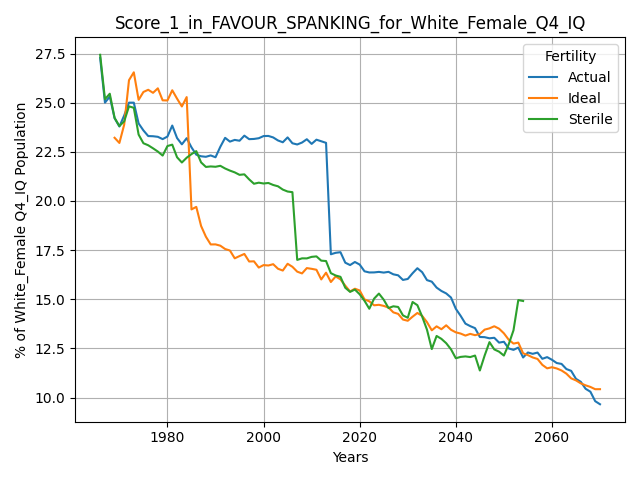 Score_1_in_FAVOUR_SPANKING_for_White_Female_Q4_IQ
Fertility
Actual
Ideal
Sterile
% of White_Female Q4_IQ Population
27.5
25.0
22.5
20.0
17.5
15.0
12.5
10.0
1980
2000
2020
2040
2060
Years